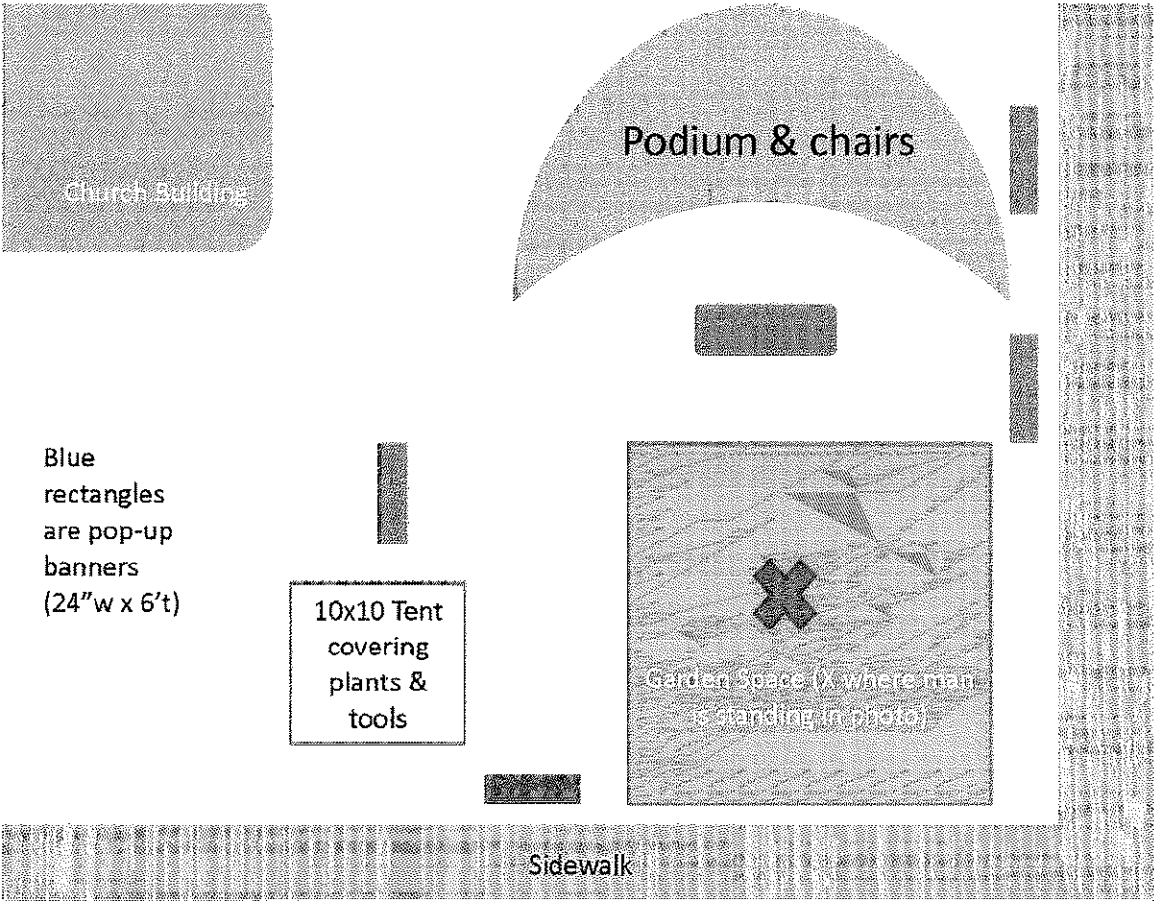 Podium & chairs
Church Building
Blue
rectangles
are pop-up
banners
(24"w x 6't)
10x10 Tent
covering
plants &
tools
Garden Space (X where man
is standing in photo)
Sidewalk